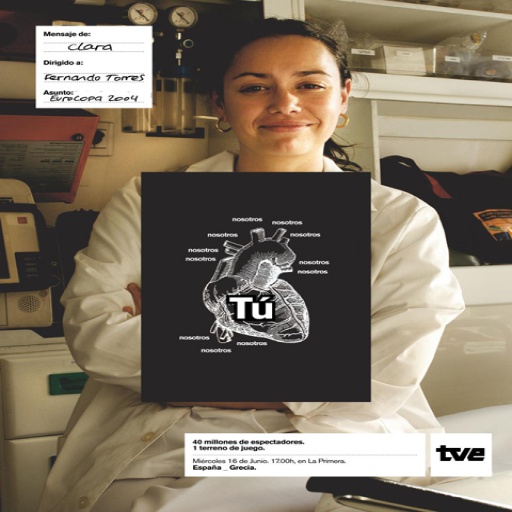 Mensaje de:
Clara
Dirigido a:
Fernando Torres
Asunto:
Eurocopa 2004
nosotros
nosotros
nosotros
nosotros
nosotros
nosotros
nosotros
nosotros
Tú
nosotros
nosotros
nosotros
40 millones de espectadores.
1 terreno de juego.
Miércoles 16 de Junio. 17:00h, en La Primera.
España _ Grecia.
tve